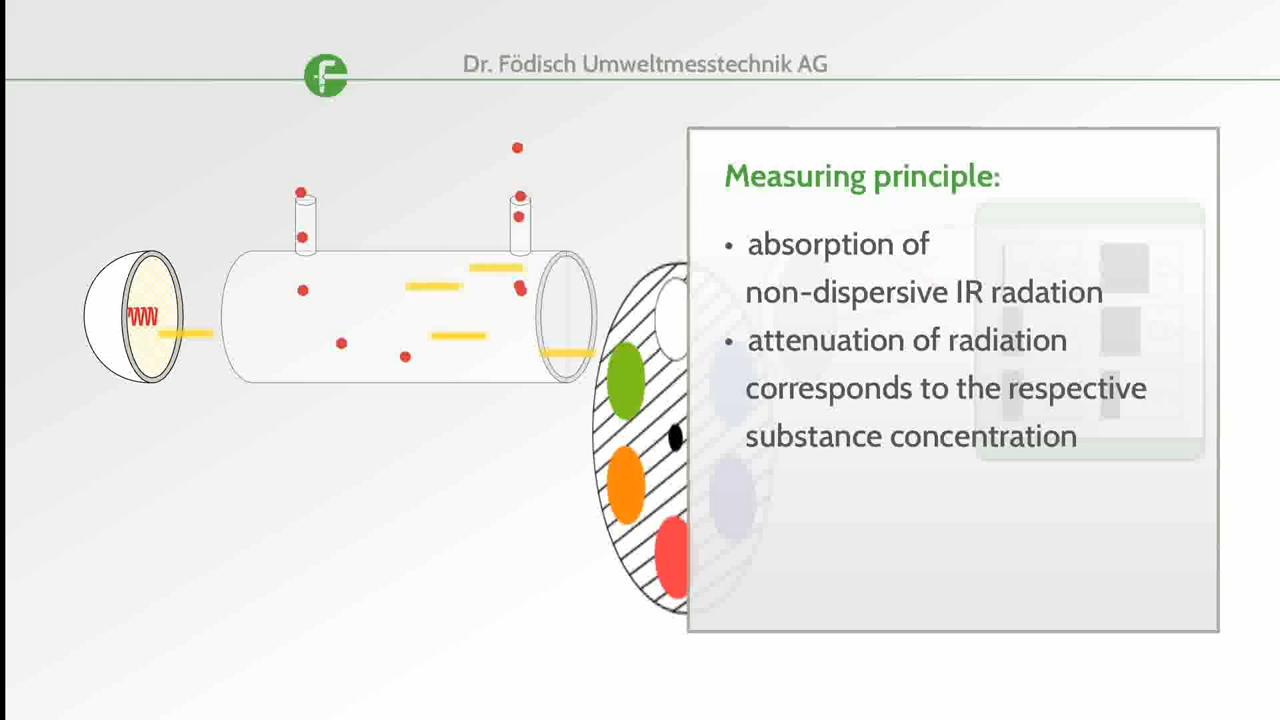 Dr. Födisch Umweltmesstechnik AG
Measuring principle:
• absorption of
non-dispersive IR radation
• attenuation of radiation
corresponds to the respective
substance concentration